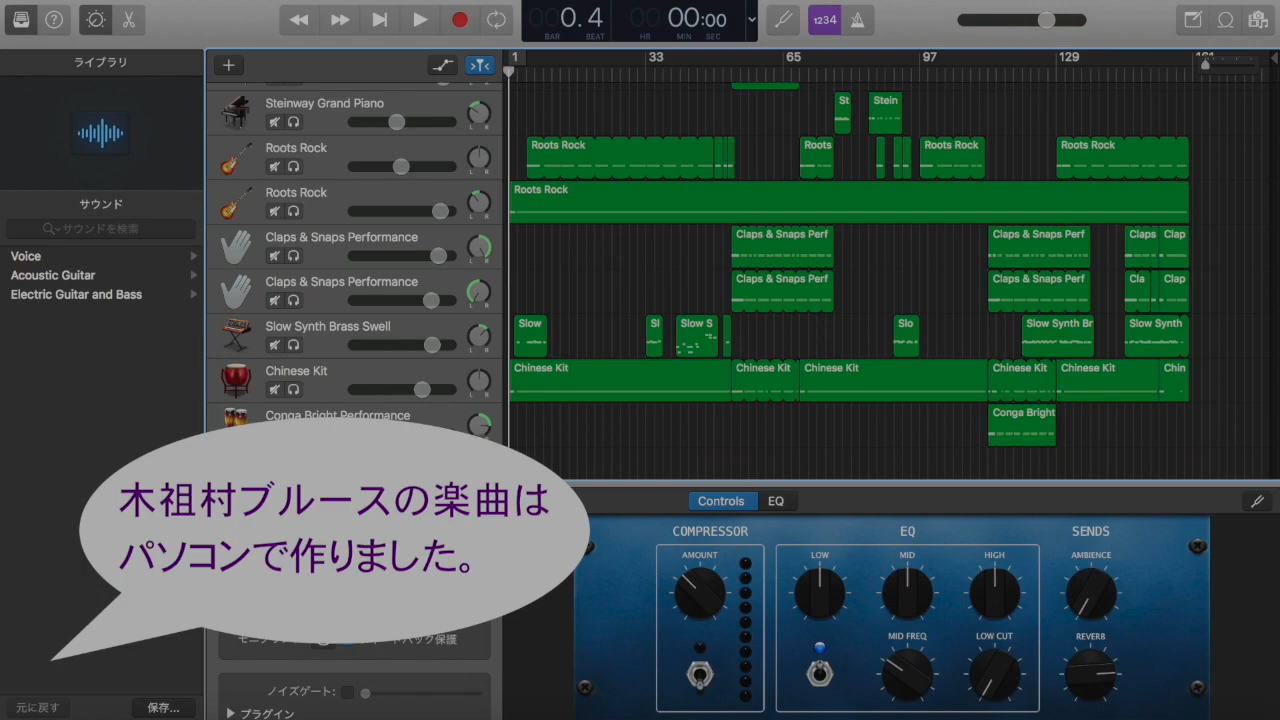 0.4
BAR BEAT
00:00
HR MIN SEC
1234
ライブラリ
サウンド
サウンドを検索
Voice
Acoustic Guitar
Electric Guitar and Bass
元に戻す
保存...
1 33 65 97 129 161
Steinway Grand Piano
L R
St
Stein
Roots Rock
L R
Roots Rock
Roots
Roots Rock
Roots Rock
Roots Rock
L R
Roots Rock
Claps & Snaps Performance
L R
Claps & Snaps Perf
Claps & Snaps Perf
Claps
Clap
Claps & Snaps Performance
L R
Claps & Snaps Perf
Claps & Snaps Perf
Cla
Clap
Slow Synth Brass Swell
L R
Slow
Sl
Slow S
Slo
Slow Synth Br
Slow Synth
Chinese Kit
L R
Chinese Kit
Chinese Kit
Chinese Kit
Chinese Kit
Chinese Kit
Chin
Conga Bright Performance
Conga Bright
木祖村ブルースの楽曲は
パソコンで作りました。
ノイズゲート:
プラグイン
Controls EQ
COMPRESSOR
AMOUNT
EQ
LOW MID HIGH
MID FREQ LOW CUT
SENDS
AMBIENCE
REVERB